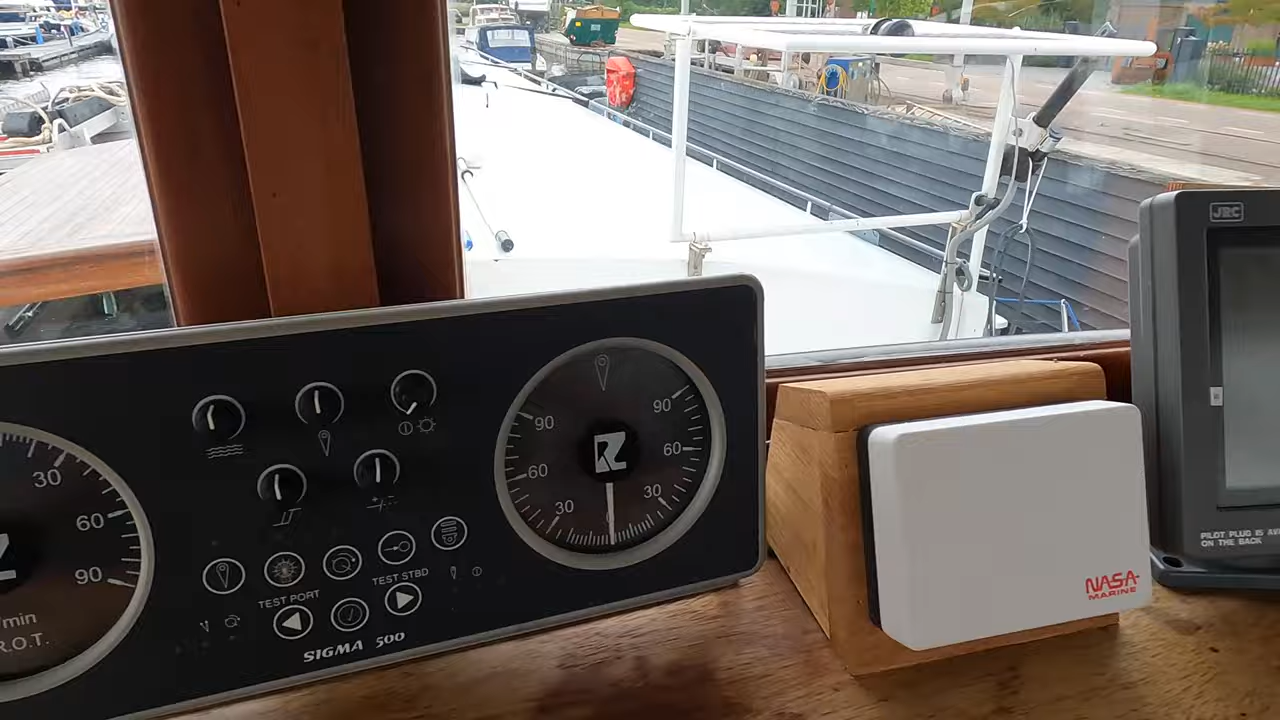 30
60
90
/min
R.O.T.
TEST PORT
TEST STBD
SIGMA 500
90
60
30
0
30
60
90
NASA
MARINE
JRC
PILOT PLUG IS
ON THE BACK